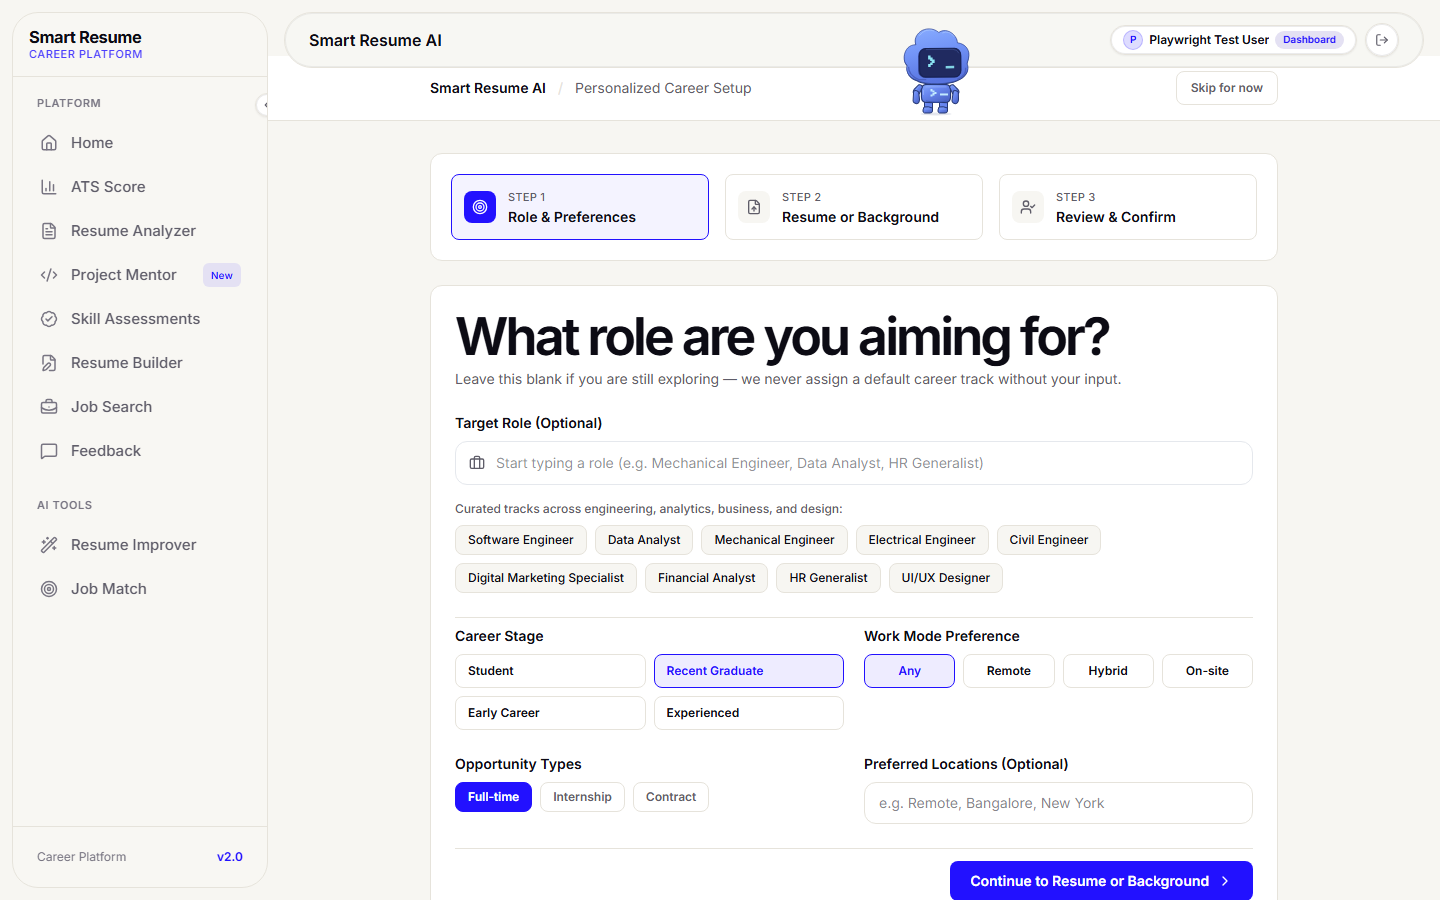 Smart Resume
CAREER PLATFORM
PLATFORM
Home
ATS Score
Resume Analyzer
Project Mentor New
Skill Assessments
Resume Builder
Job Search
Feedback
AI TOOLS
Resume Improver
Job Match
Career Platform v2.0
Smart Resume AI
P Playwright Test User Dashboard
Smart Resume AI / Personalized Career Setup
Skip for now
STEP 1
Role & Preferences
STEP 2
Resume or Background
STEP 3
Review & Confirm
What role are you aiming for?
Leave this blank if you are still exploring — we never assign a default career track without your input.
Target Role (Optional)
Start typing a role (e.g. Mechanical Engineer, Data Analyst, HR Generalist)
Curated tracks across engineering, analytics, business, and design:
Software Engineer Data Analyst Mechanical Engineer Electrical Engineer Civil Engineer
Digital Marketing Specialist Financial Analyst HR Generalist UI/UX Designer
Career Stage
Student Recent Graduate
Early Career Experienced
Work Mode Preference
Any Remote Hybrid On-site
Opportunity Types
Full-time Internship Contract
Preferred Locations (Optional)
e.g. Remote, Bangalore, New York
Continue to Resume or Background